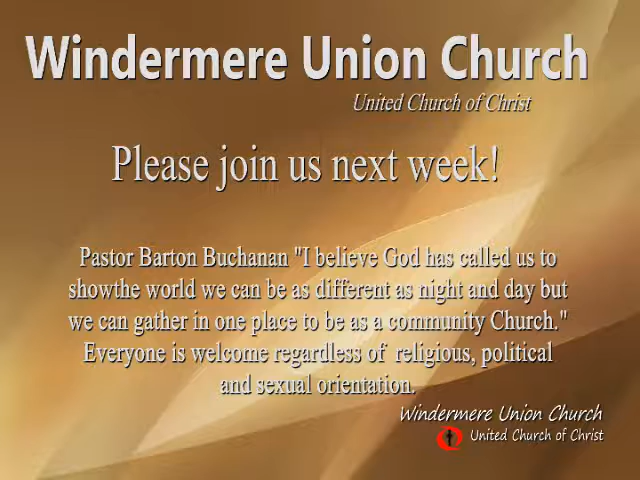 Windermere Union Church
United Church of Christ
Please join us next week!
Pastor Barton Buchanan "I believe God has called us to
showthe world we can be as different as night and day but
we can gather in one place to be as a community Church."
Everyone is welcome regardless of religious, political
and sexual orientation.
Windermere Union Church
United Church of Christ